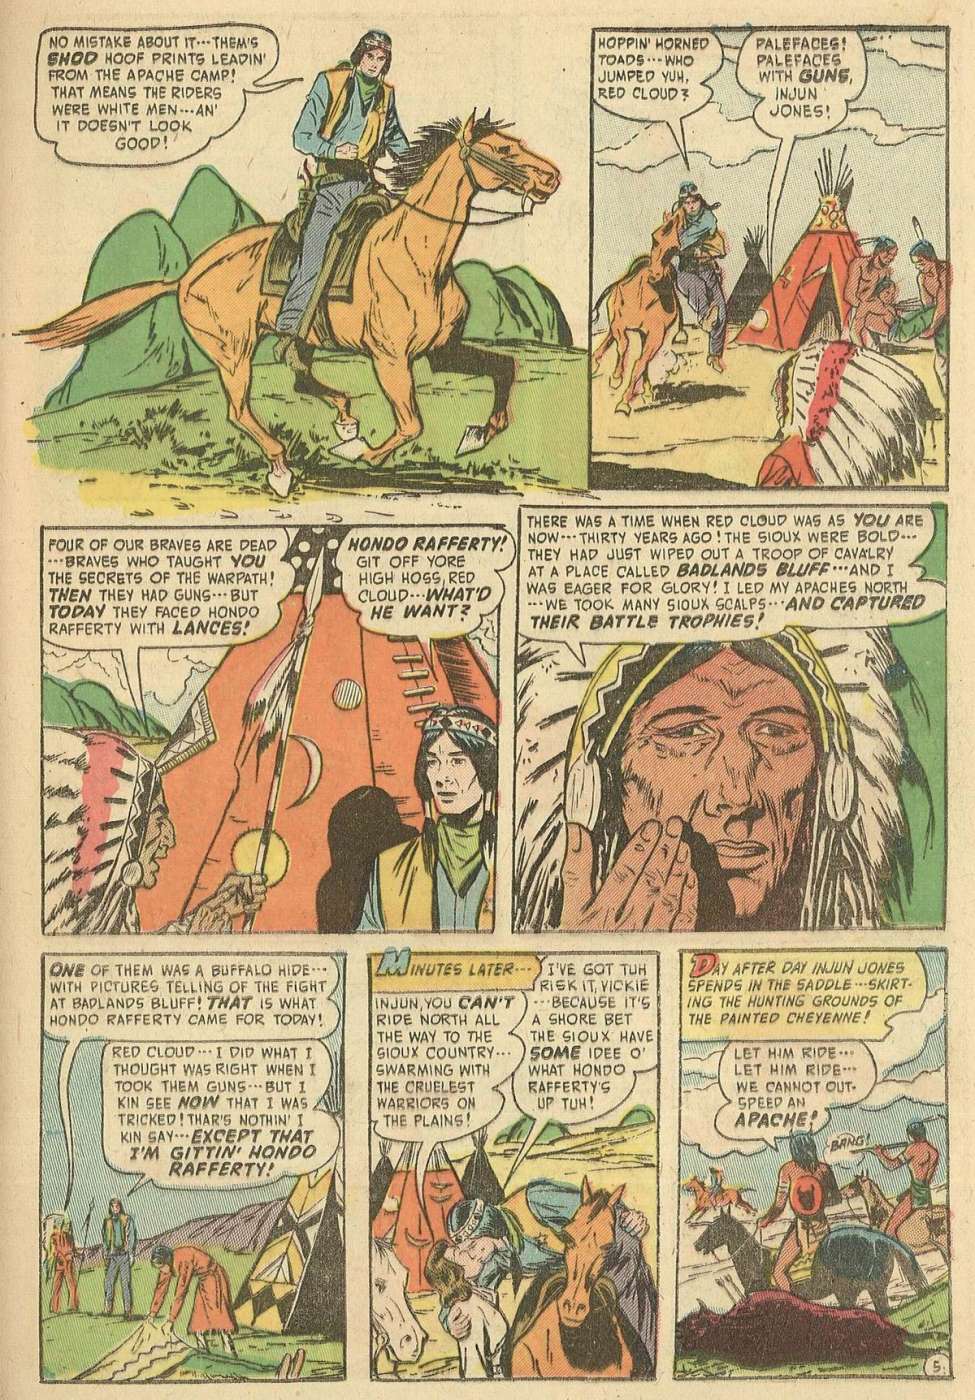 NO MISTAKE ABOUT IT---THEM'S
SHOD HOOF PRINTS LEADIN'
FROM THE APACHE CAMP!
THAT MEANS THE RIDERS
WERE WHITE MEN---AN'
IT DOESN'T LOOK
GOOD!
HOPPIN' HORNED
TOADS---WHO
JUMPED YUH,
RED CLOUD?
PALEFACES!
PALEFACES
WITH GUNS,
INJUN
JONES!
FOUR OF OUR BRAVES ARE DEAD
---BRAVES WHO TAUGHT YOU
THE SECRETS OF THE WARPATH!
THEN THEY HAD GUNS---BUT
TODAY THEY FACED HONDO
RAFFERTY WITH LANCES!
HONDO RAFFERTY!
GIT OFF YORE
HIGH HOSS, RED
CLOUD---WHAT'D
HE WANT?
THERE WAS A TIME WHEN RED CLOUD WAS AS YOU ARE
NOW---THIRTY YEARS AGO! THE SIOUX WERE BOLD---
THEY HAD JUST WIPED OUT A TROOP OF CAVALRY
AT A PLACE CALLED BADLANDS BLUFF---AND I
WAS EAGER FOR GLORY! I LED MY APACHES NORTH
---WE TOOK MANY SIOUX SCALPS---AND CAPTURED
THEIR BATTLE TROPHIES!
ONE OF THEM WAS A BUFFALO HIDE---
WITH PICTURES TELLING OF THE FIGHT
AT BADLANDS BLUFF! THAT IS WHAT
HONDO RAFFERTY CAME FOR TODAY!
RED CLOUD---I DID WHAT I
THOUGHT WAS RIGHT WHEN I
TOOK THEM GUNS---BUT I
KIN SEE NOW THAT I WAS
TRICKED! THAR'S NOTHIN' I
KIN SAY---EXCEPT THAT
I'M GITTIN' HONDO
RAFFERTY!
MINUTES LATER---
INJUN, YOU CAN'T
RIDE NORTH ALL
THE WAY TO THE
SIOUX COUNTRY---
SWARMING WITH
THE CRUELEST
WARRIORS ON
THE PLAINS!
I'VE GOT TUH
RISK IT, VICKIE
---BECAUSE IT'S
A SHORE BET
THE SIOUX HAVE
SOME IDEE O'
WHAT HONDO
RAFFERTY'S
UP TUH!
DAY AFTER DAY INJUN JONES
SPENDS IN THE SADDLE---SKIRT-
ING THE HUNTING GROUNDS OF
THE PAINTED CHEYENNE!
LET HIM RIDE---
LET HIM RIDE---
WE CANNOT OUT-
SPEED AN
APACHE!
BANG!
5